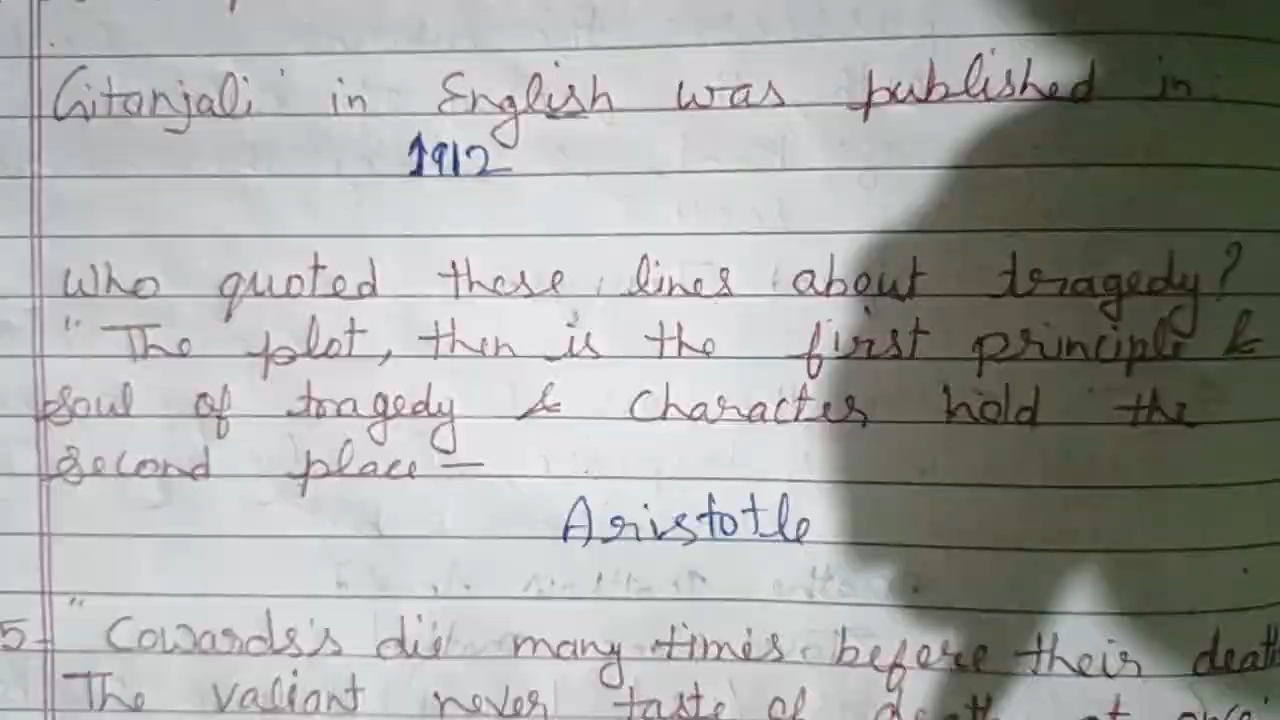 Gitanjali' in English was published in
1912
Who quoted these lines about tragedy?
"The plot, then is the first principle &
soul of tragedy & character hold the
second place –
Aristotle
5. "Cowards's die many times before their death
The valiant never taste of death